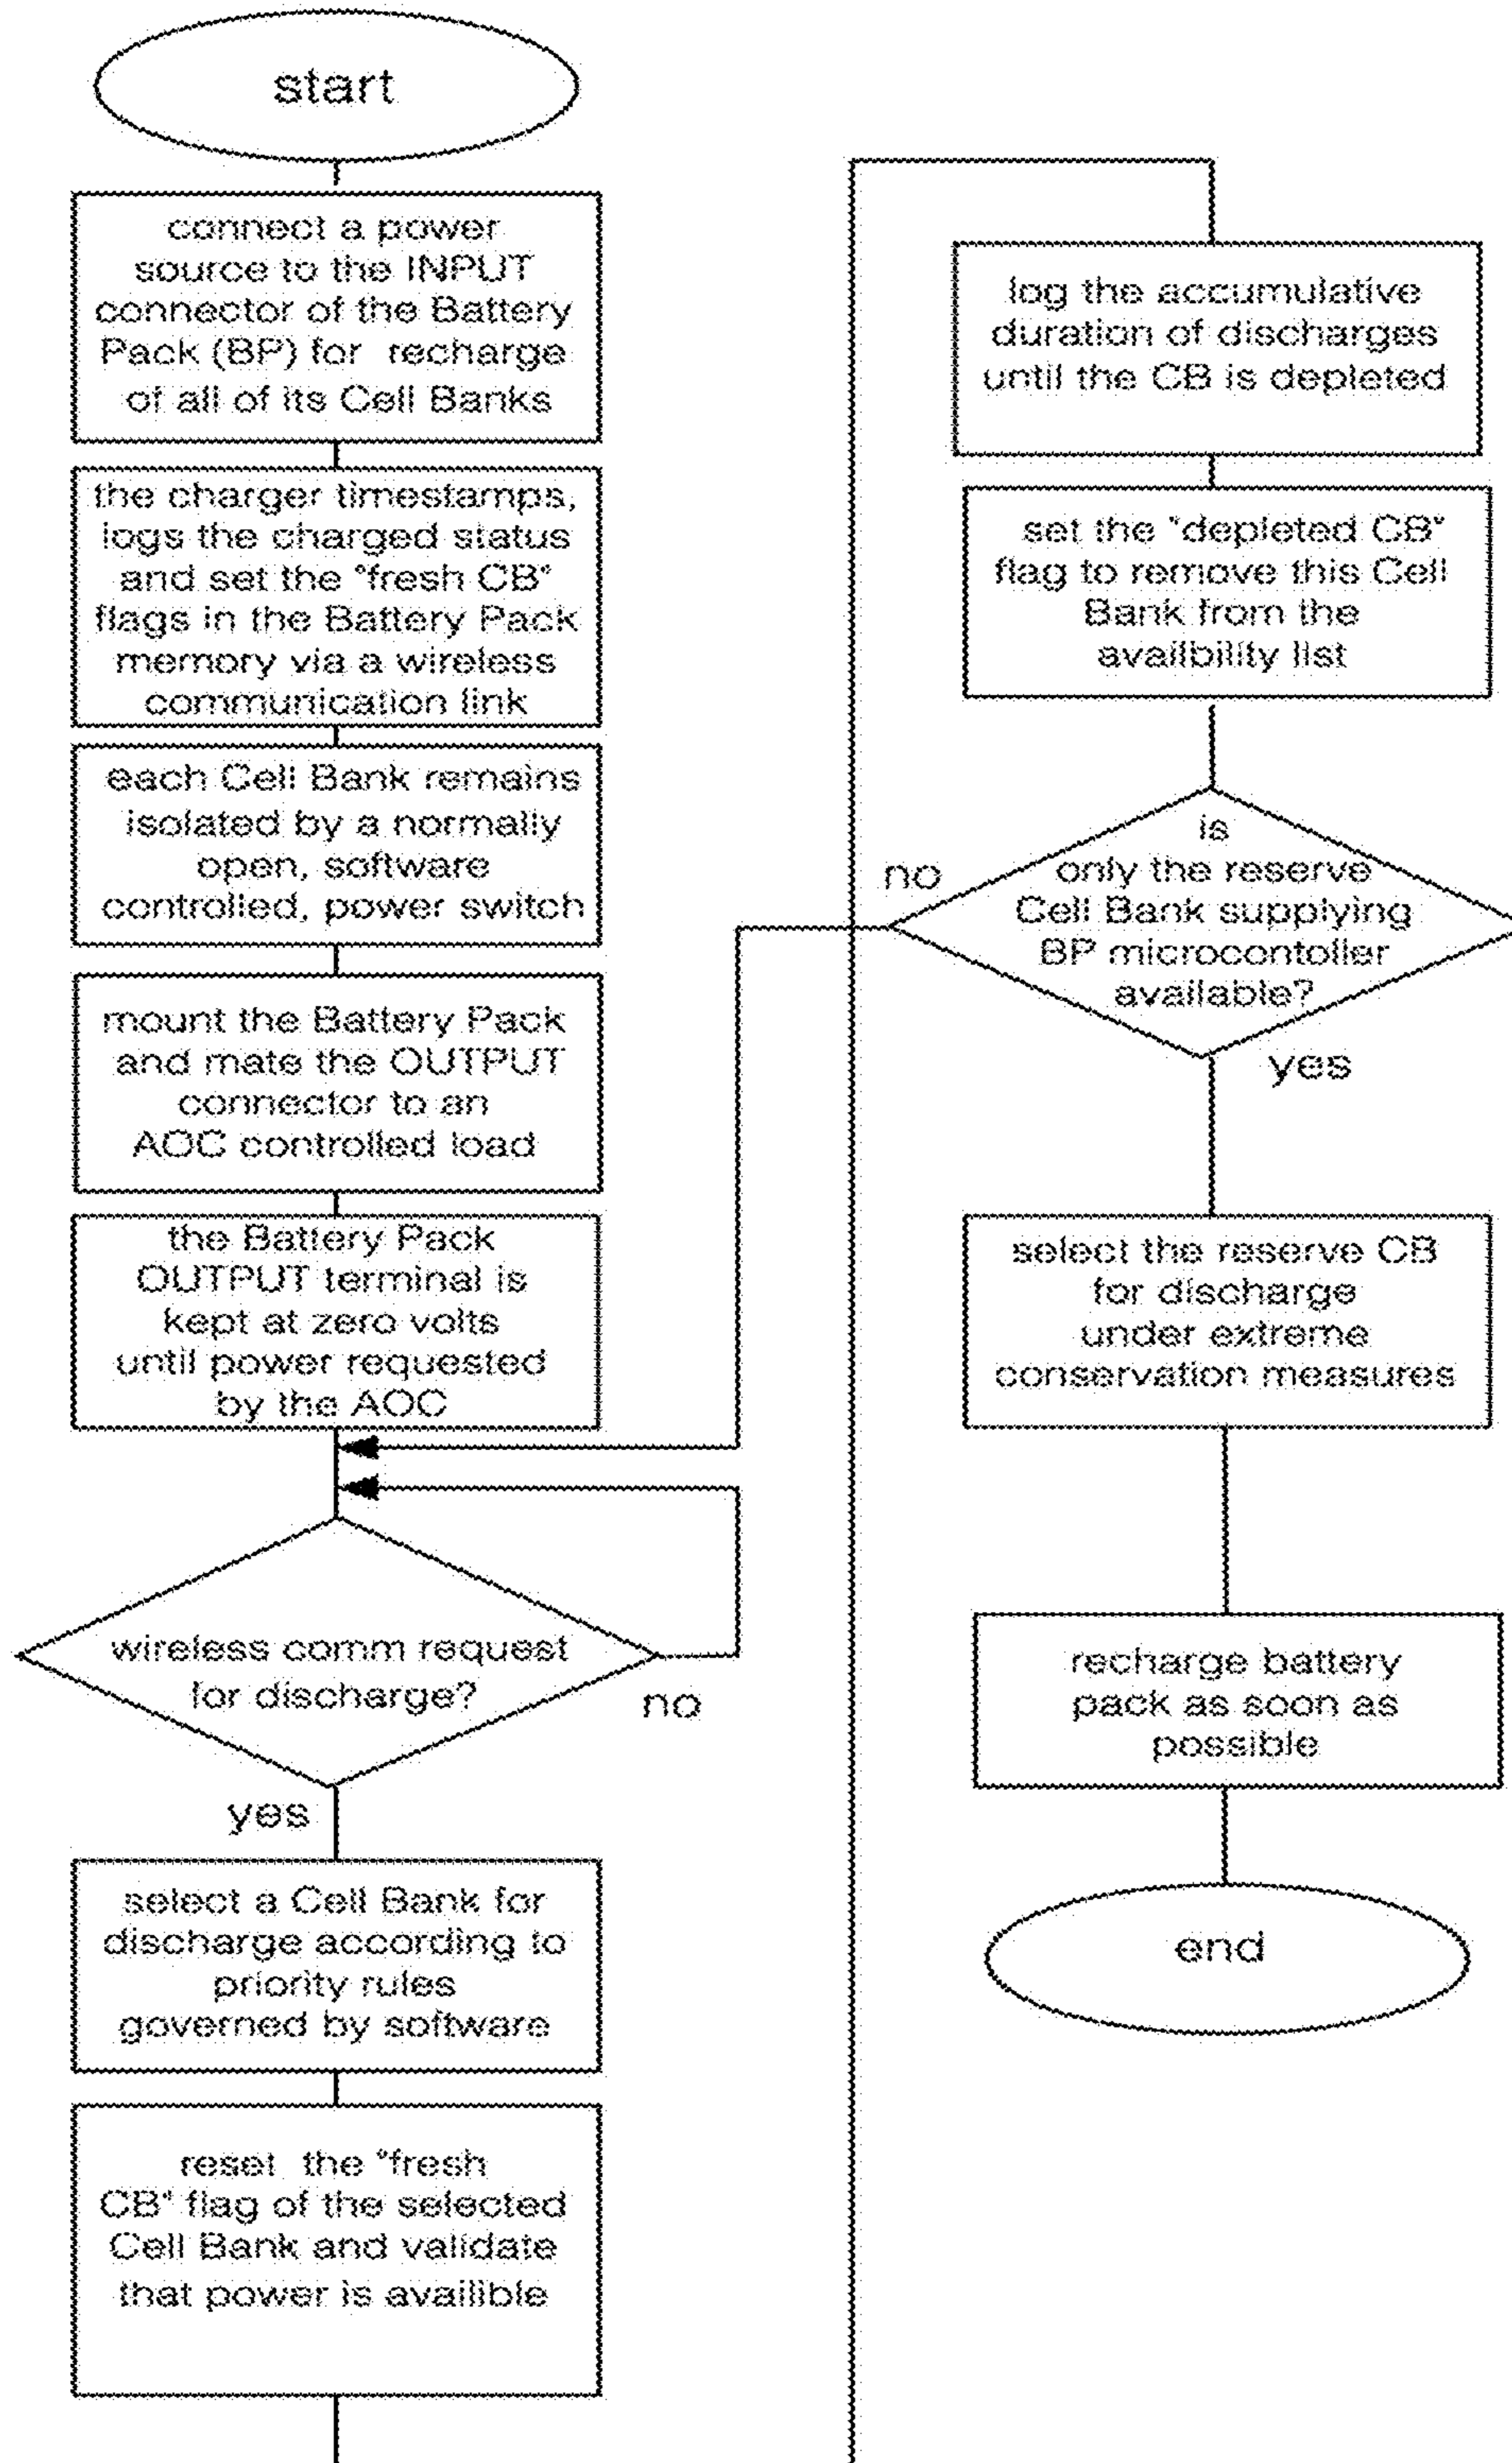 start
connect a power
source to the INPUT
connector of the Battery
Pack (BP) for recharge
of all of its Cell Banks
the charger timestamps,
logs the charged status
and set the "fresh CB"
flags in the Battery Pack
memory via a wireless
communication link
each Cell Bank remains
isolated by a normally
open, software
controlled, power switch
mount the Battery Pack
and mate the OUTPUT
connector to an
AOC controlled load
the Battery Pack
OUTPUT terminal is
kept at zero volts
until power requested
by the AOC
wireless comm request
for discharge?
no
yes
select a Cell Bank for
discharge according to
priority rules
governed by software
reset the "fresh
CB" flag of the selected
Cell Bank and validate
that power is availible
log the accumulative
duration of discharges
until the CB is depleted
set the "depleted CB"
flag to remove this Cell
Bank from the
availbility list
is
only the reserve
Cell Bank supplying
BP microcontoller
available?
no
yes
select the reserve CB
for discharge
under extreme
conservation measures
recharge battery
pack as soon as
possible
end